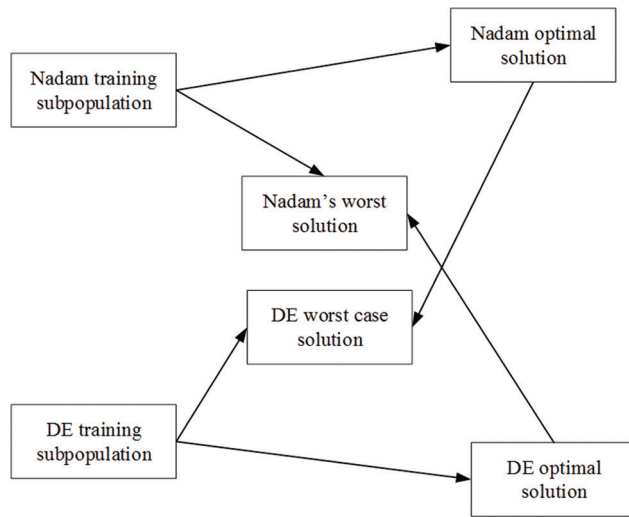 Nadam optimal
solution
Nadam training
subpopulation
Nadam's worst
solution
DE worst case
solution
DE training
subpopulation
DE optimal
solution